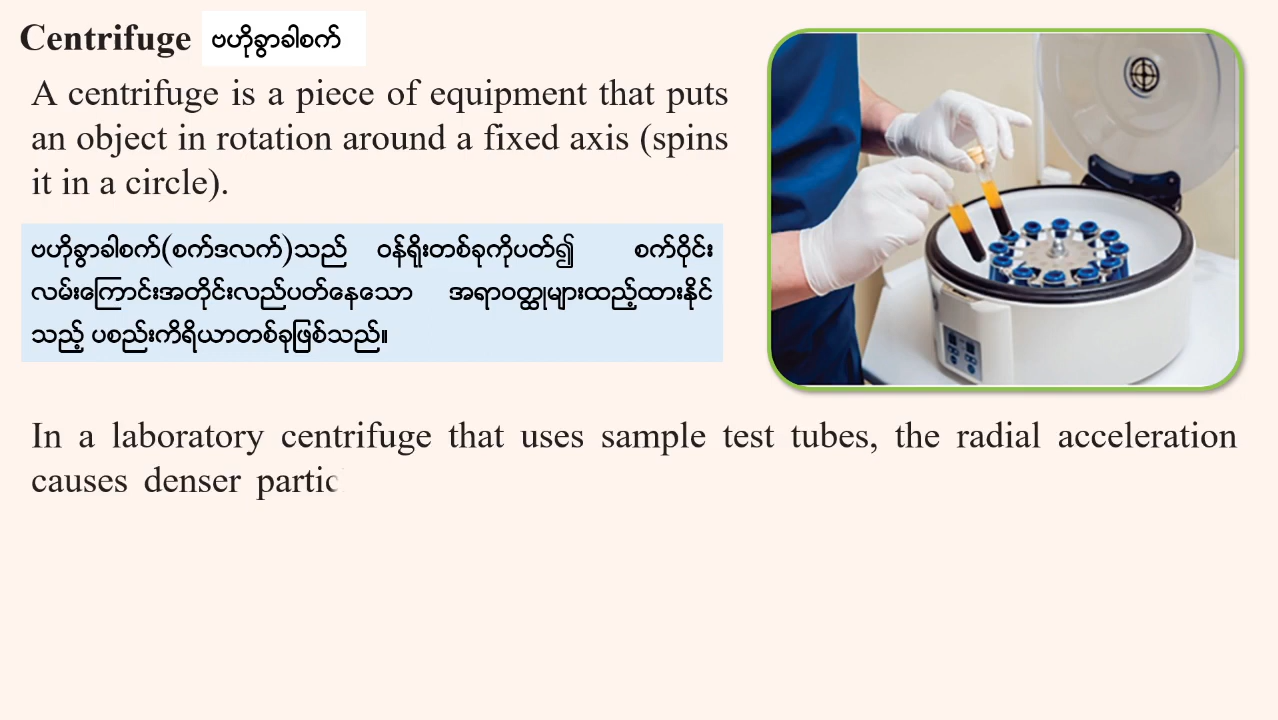 Centrifuge ဗဟိုခွာခါစက်
A centrifuge is a piece of equipment that puts
an object in rotation around a fixed axis (spins
it in a circle).
ဗဟိုခွာခါစက်(စက်ဒလက်)သည် ဝန်ရိုးတစ်ခုကိုပတ်၍ စက်ဝိုင်း
လမ်းကြောင်းအတိုင်းလည်ပတ်နေသော အရာဝတ္ထုများထည့်ထားနိုင်
သည့် ပစည်းကိရိယာတစ်ခုဖြစ်သည်။
In a laboratory centrifuge that uses sample test tubes, the radial acceleration
causes denser partic